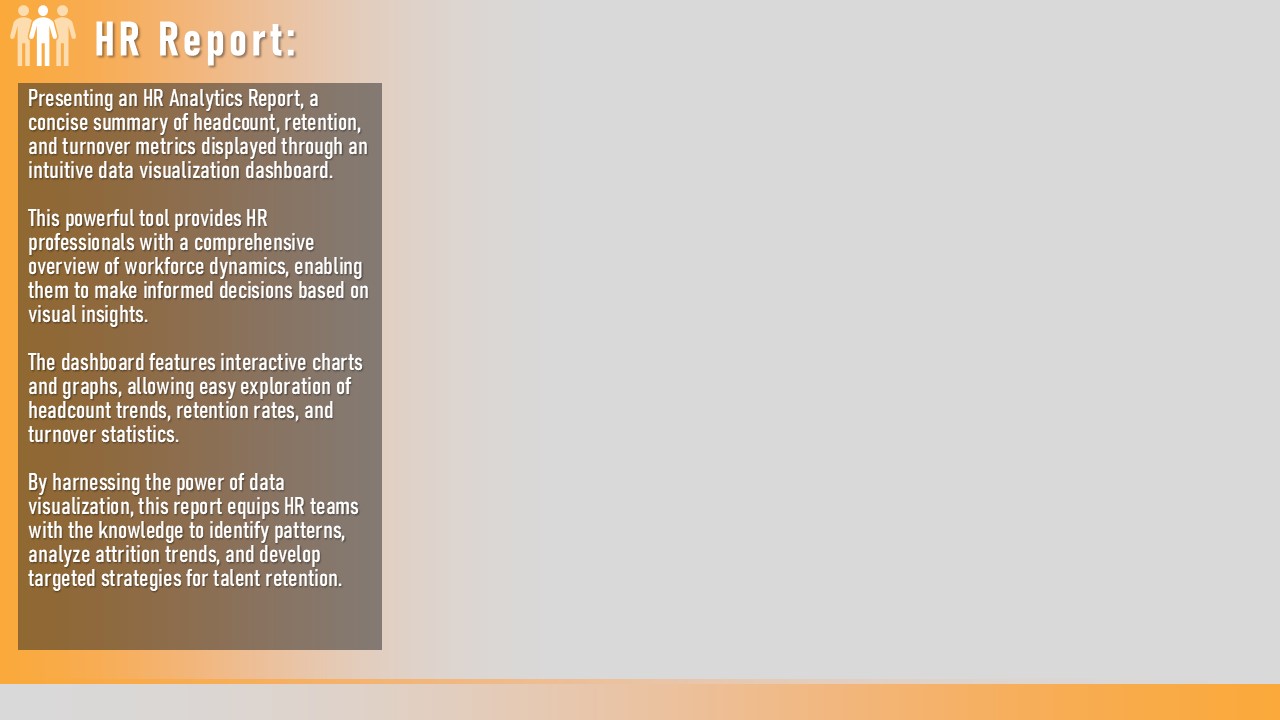 HR Report:
Presenting an HR Analytics Report, a
concise summary of headcount, retention,
and turnover metrics displayed through an
intuitive data visualization dashboard.
This powerful tool provides HR
professionals with a comprehensive
overview of workforce dynamics, enabling
them to make informed decisions based on
visual insights.
The dashboard features interactive charts
and graphs, allowing easy exploration of
headcount trends, retention rates, and
turnover statistics.
By harnessing the power of data
visualization, this report equips HR teams
with the knowledge to identify patterns,
analyze attrition trends, and develop
targeted strategies for talent retention.